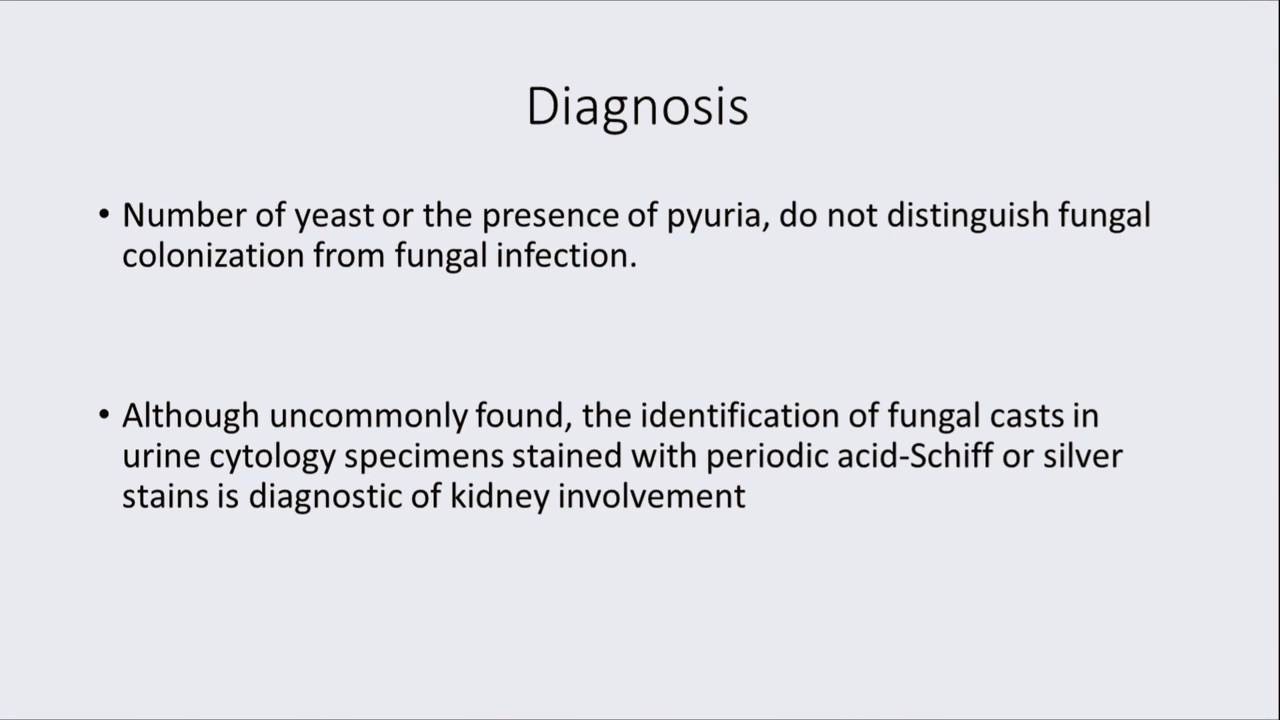 Diagnosis
• Number of yeast or the presence of pyuria, do not distinguish fungal
colonization from fungal infection.
• Although uncommonly found, the identification of fungal casts in
urine cytology specimens stained with periodic acid-Schiff or silver
stains is diagnostic of kidney involvement